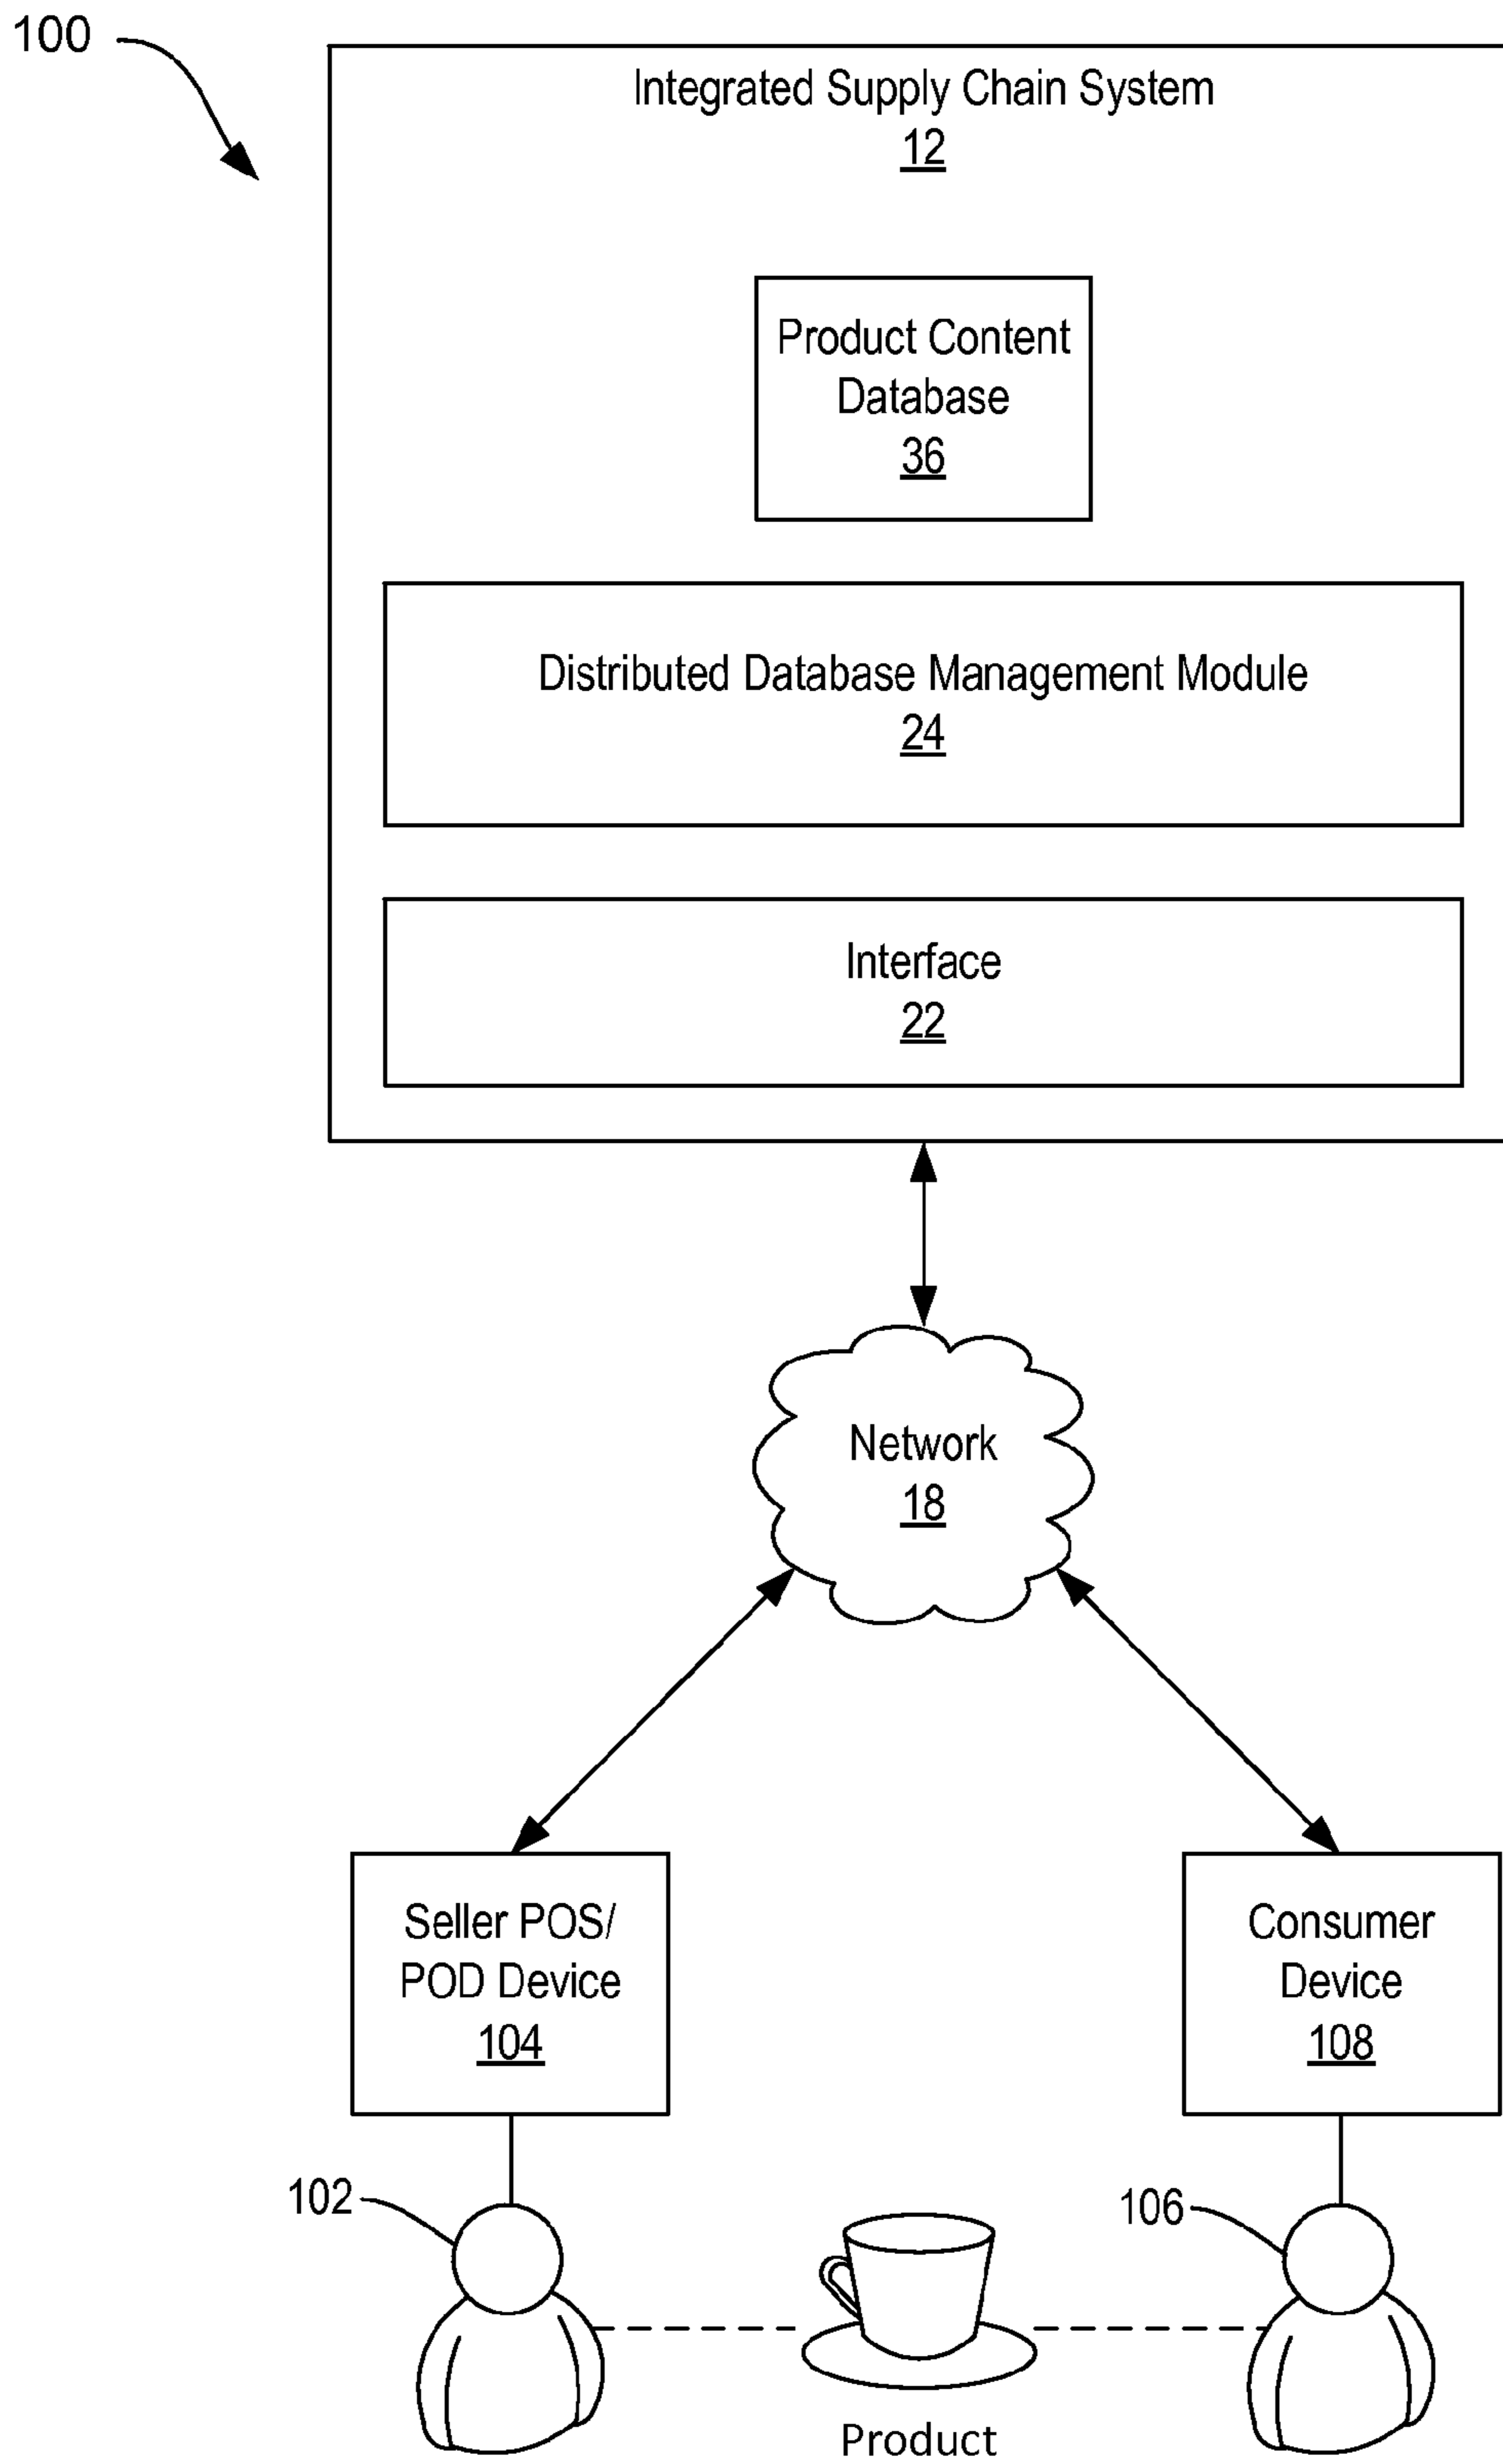 100
Integrated Supply Chain System
12
Product Content
Database
36
Distributed Database Management Module
24
Interface
22
Network
18
Seller POS/
POD Device
104
Consumer
Device
108
102
106
Product